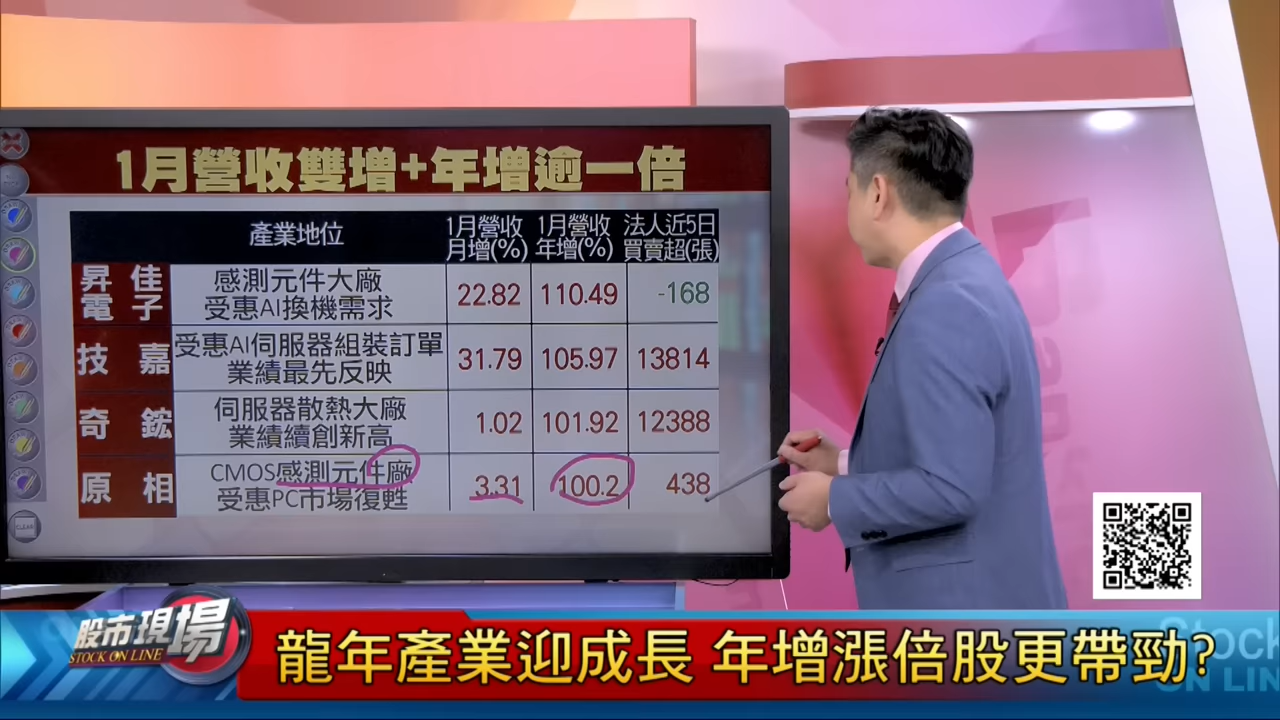 1月營收雙增+年增逾一倍
產業地位
1月營收
月增(%)
1月營收
年增(%)
法人近5日
買賣超(張)
昇佳
電子
感測元件大廠
受惠AI換機需求
22.82
110.49
-168
技嘉
受惠AI伺服器組裝訂單
業績最先反映
31.79
105.97
13814
奇鋐
伺服器散熱大廠
業績續創新高
1.02
101.92
12388
原相
CMOS感測元件廠
受惠PC市場復甦
3.31
100.2
438
CLEAR
股市現場
STOCK ON LINE
龍年產業迎成長 年增漲倍股更帶勁?
Stock
ON LIN